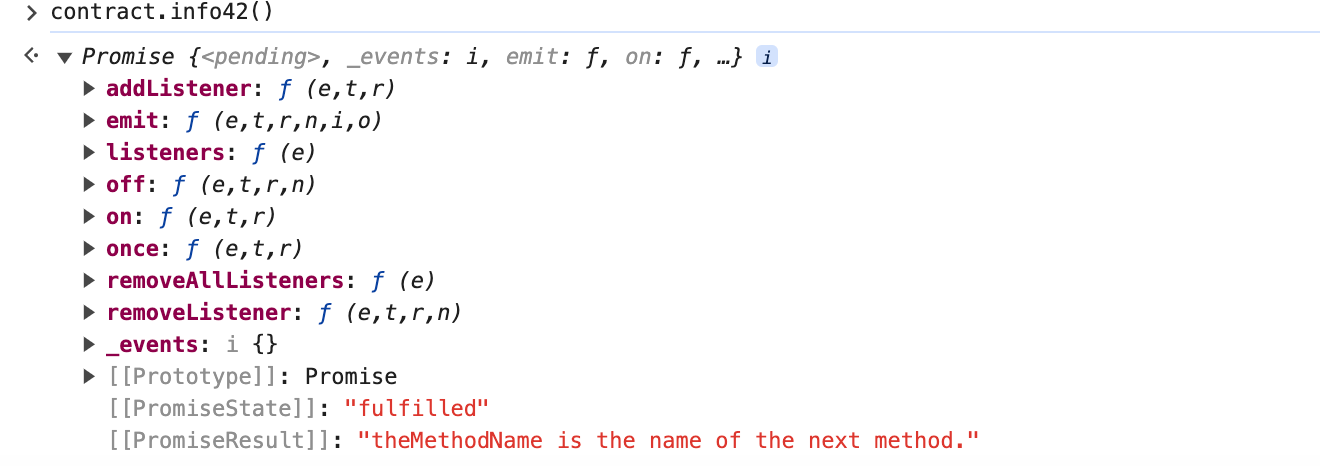 > contract.info42()
<· ▼ Promise {<pending>, _events: i, emit: ƒ, on: ƒ, …} i
▶ addListener: ƒ (e,t,r)
▶ emit: ƒ (e,t,r,n,i,o)
▶ listeners: ƒ (e)
▶ off: ƒ (e,t,r,n)
▶ on: ƒ (e,t,r)
▶ once: ƒ (e,t,r)
▶ removeAllListeners: ƒ (e)
▶ removeListener: ƒ (e,t,r,n)
▶ _events: i {}
▶ [[Prototype]]: Promise
[[PromiseState]]: "fulfilled"
[[PromiseResult]]: "theMethodName is the name of the next method."